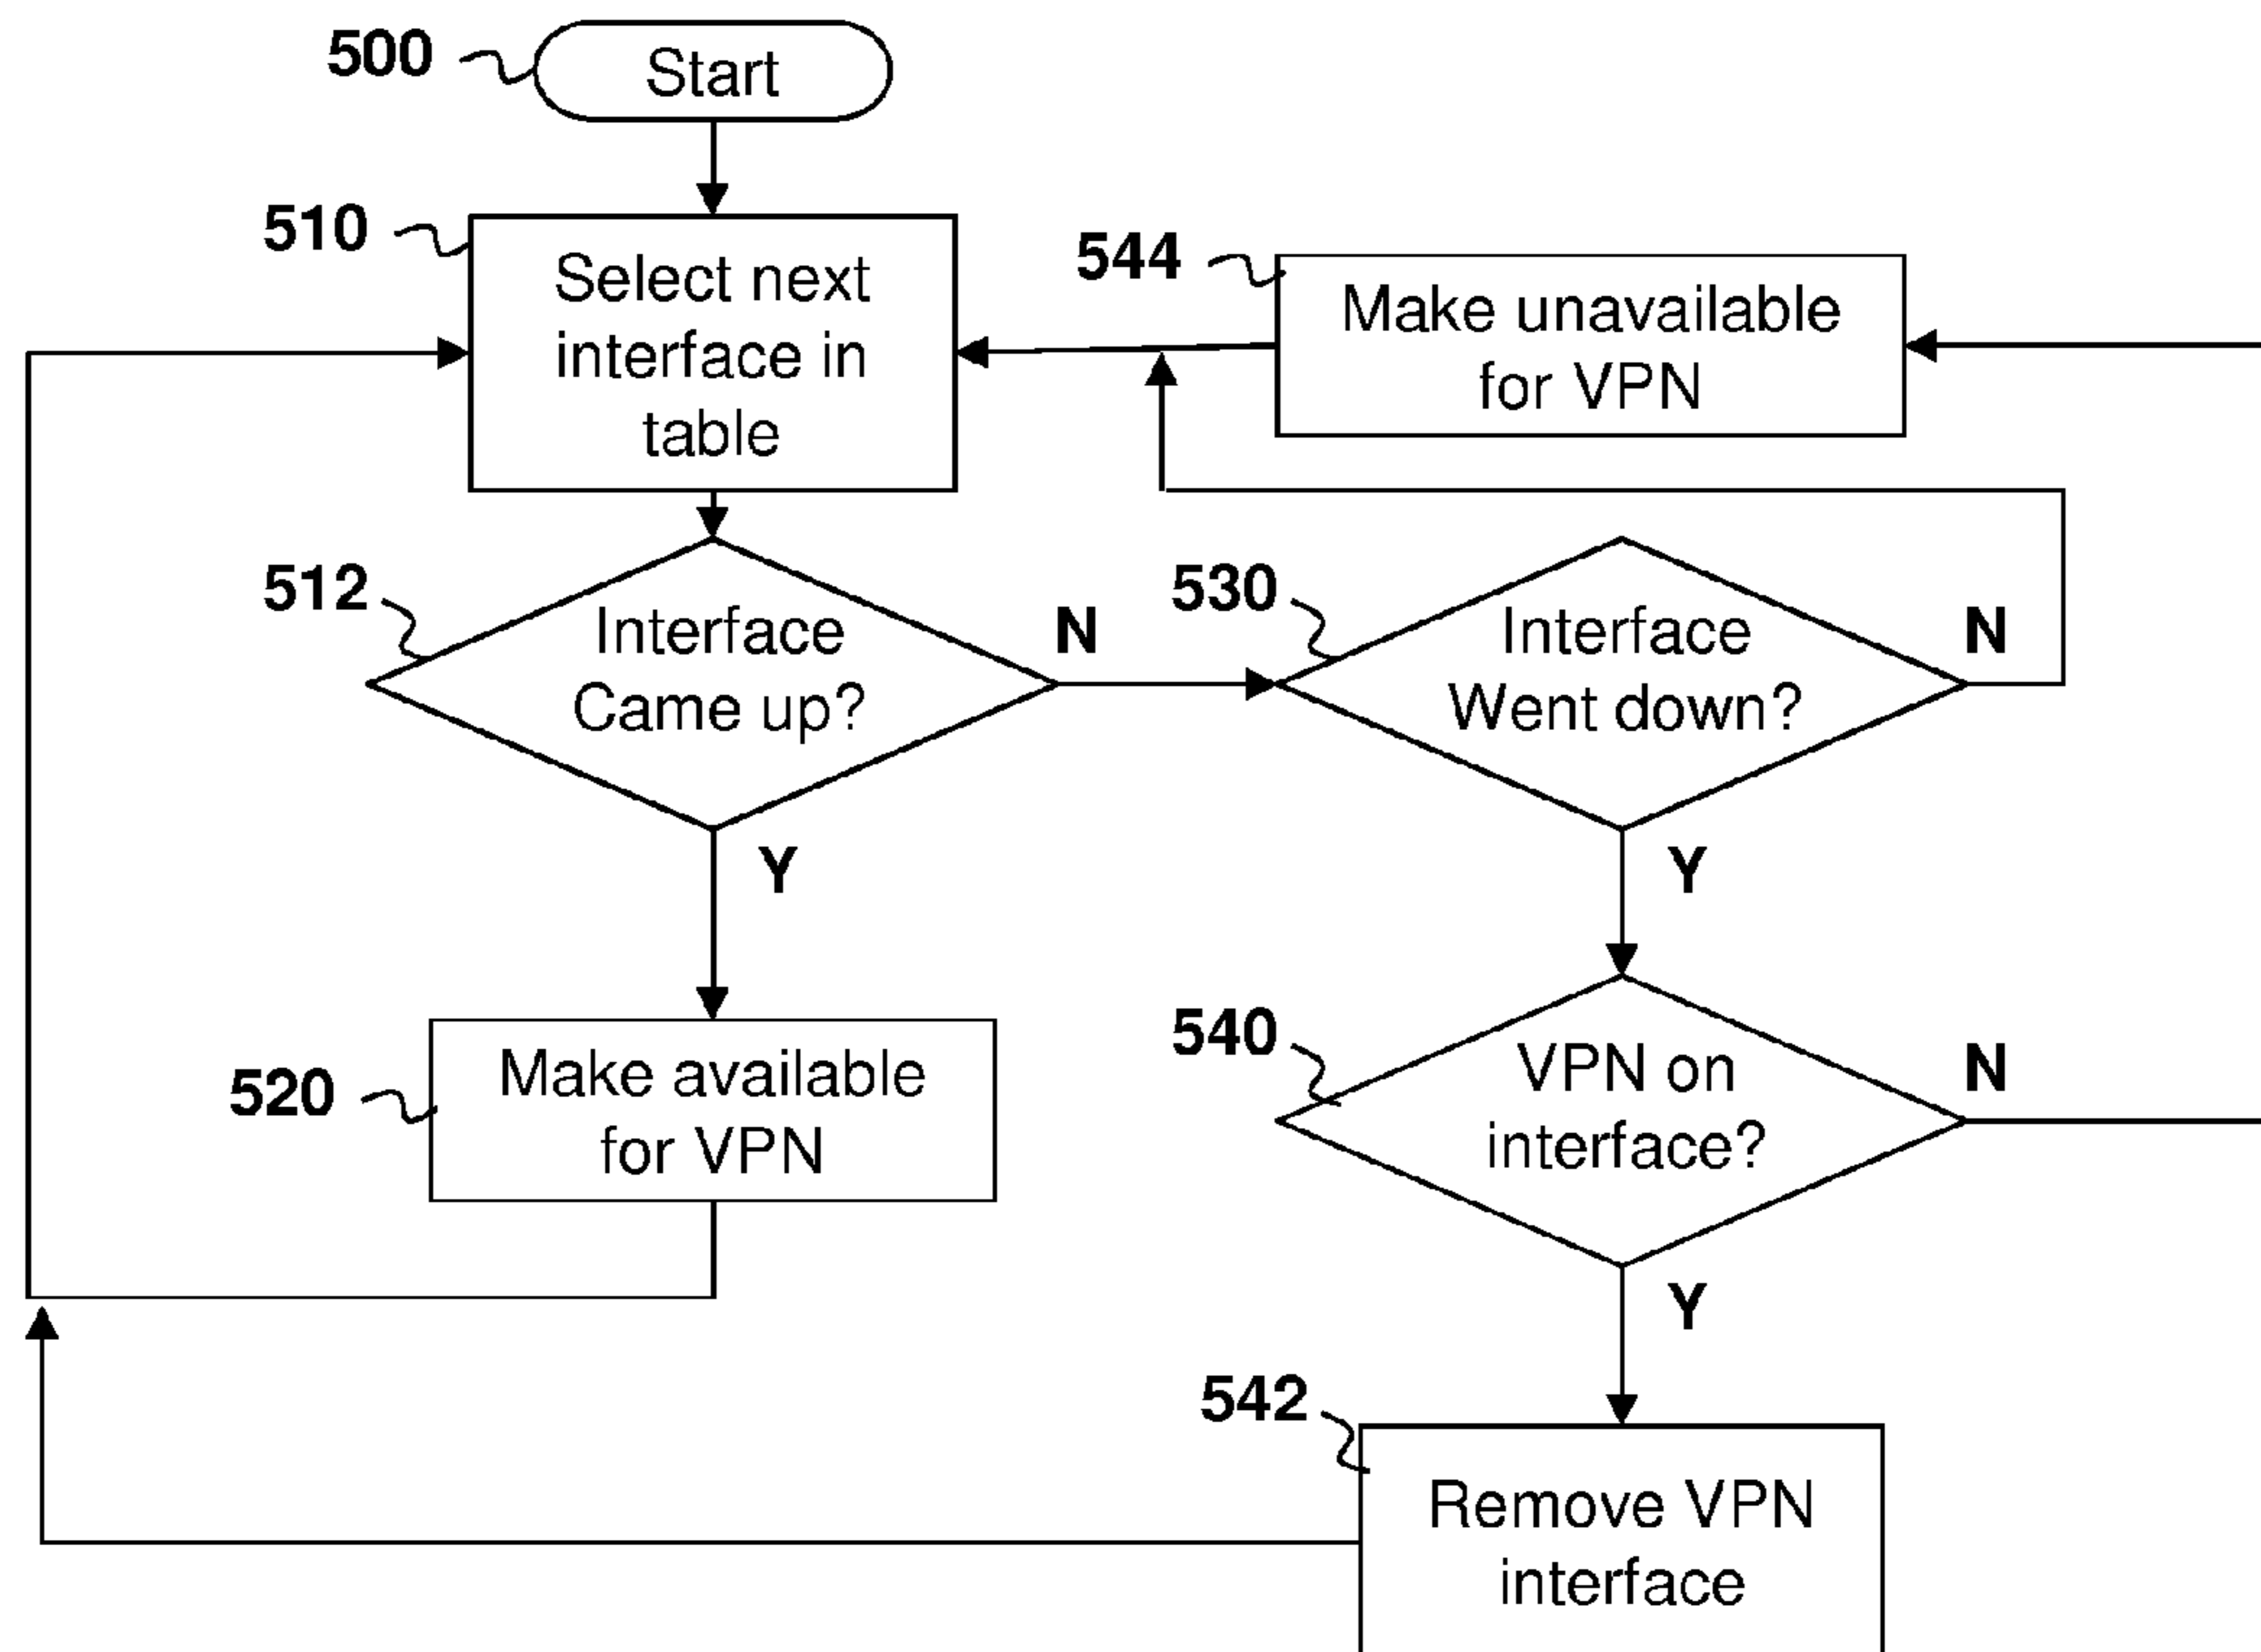 500
Start
510
Select next
interface in
table
544
Make unavailable
for VPN
512
Interface
Came up?
N
Y
530
Interface
Went down?
N
Y
520
Make available
for VPN
540
VPN on
interface?
N
Y
542
Remove VPN
interface